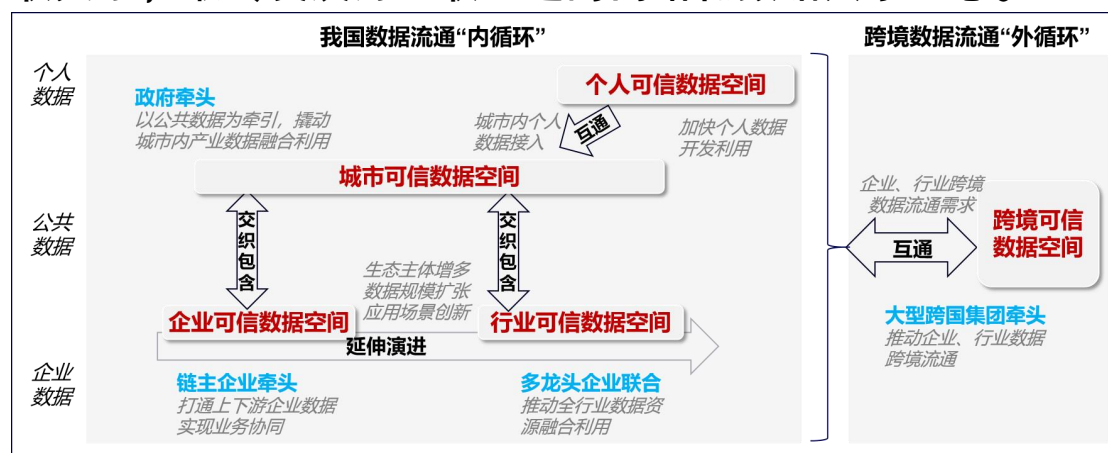 我国数据流通“内循环”
跨境数据流通“外循环”
个人
数据
个人可信数据空间
政府牵头
以公共数据为牵引，撬动
城市内产业数据融合利用
城市内个人
数据接入
互通
加快个人数据
开发利用
城市可信数据空间
公共
数据
交织包含
交织包含
生态主体增多
数据规模扩张
应用场景创新
企业可信数据空间
行业可信数据空间
延伸演进
企业
数据
链主企业牵头
打通上下游企业数据
实现业务协同
多龙头企业联合
推动全行业数据资
源融合利用
企业、行业跨境
数据流通需求
互通
跨境可信
数据空间
大型跨国集团牵头
推动企业、行业数据
跨境流通